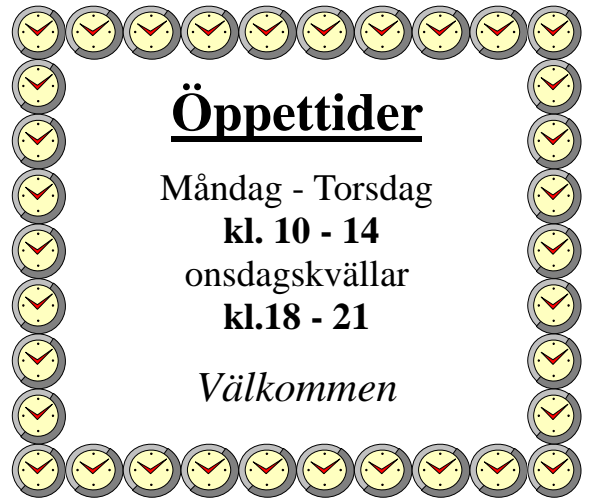 Öppettider
Måndag - Torsdag
kl. 10 - 14
onsdagskvällar
kl.18 - 21
Välkommen